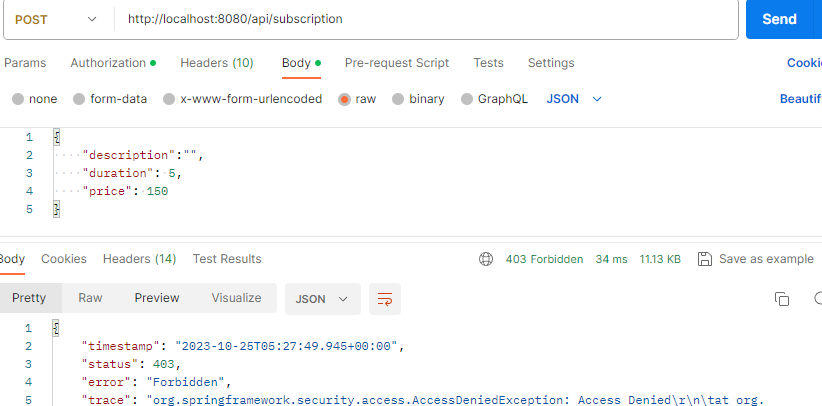 POST http://localhost:8080/api/subscription Send
Params Authorization Headers (10) Body Pre-request Script Tests Settings Cooki
none form-data x-www-form-urlencoded raw binary GraphQL JSON Beautif
1 {
2 "description":"",
3 "duration": 5,
4 "price": 150
5 }
Body Cookies Headers (14) Test Results 403 Forbidden 34 ms 11.13 KB Save as example
Pretty Raw Preview Visualize JSON
1 {
2 "timestamp": "2023-10-25T05:27:49.945+00:00",
3 "status": 403,
4 "error": "Forbidden",
5 "trace": "org.springframework.security.access.AccessDeniedException: Access Denied\r\n\tat org.